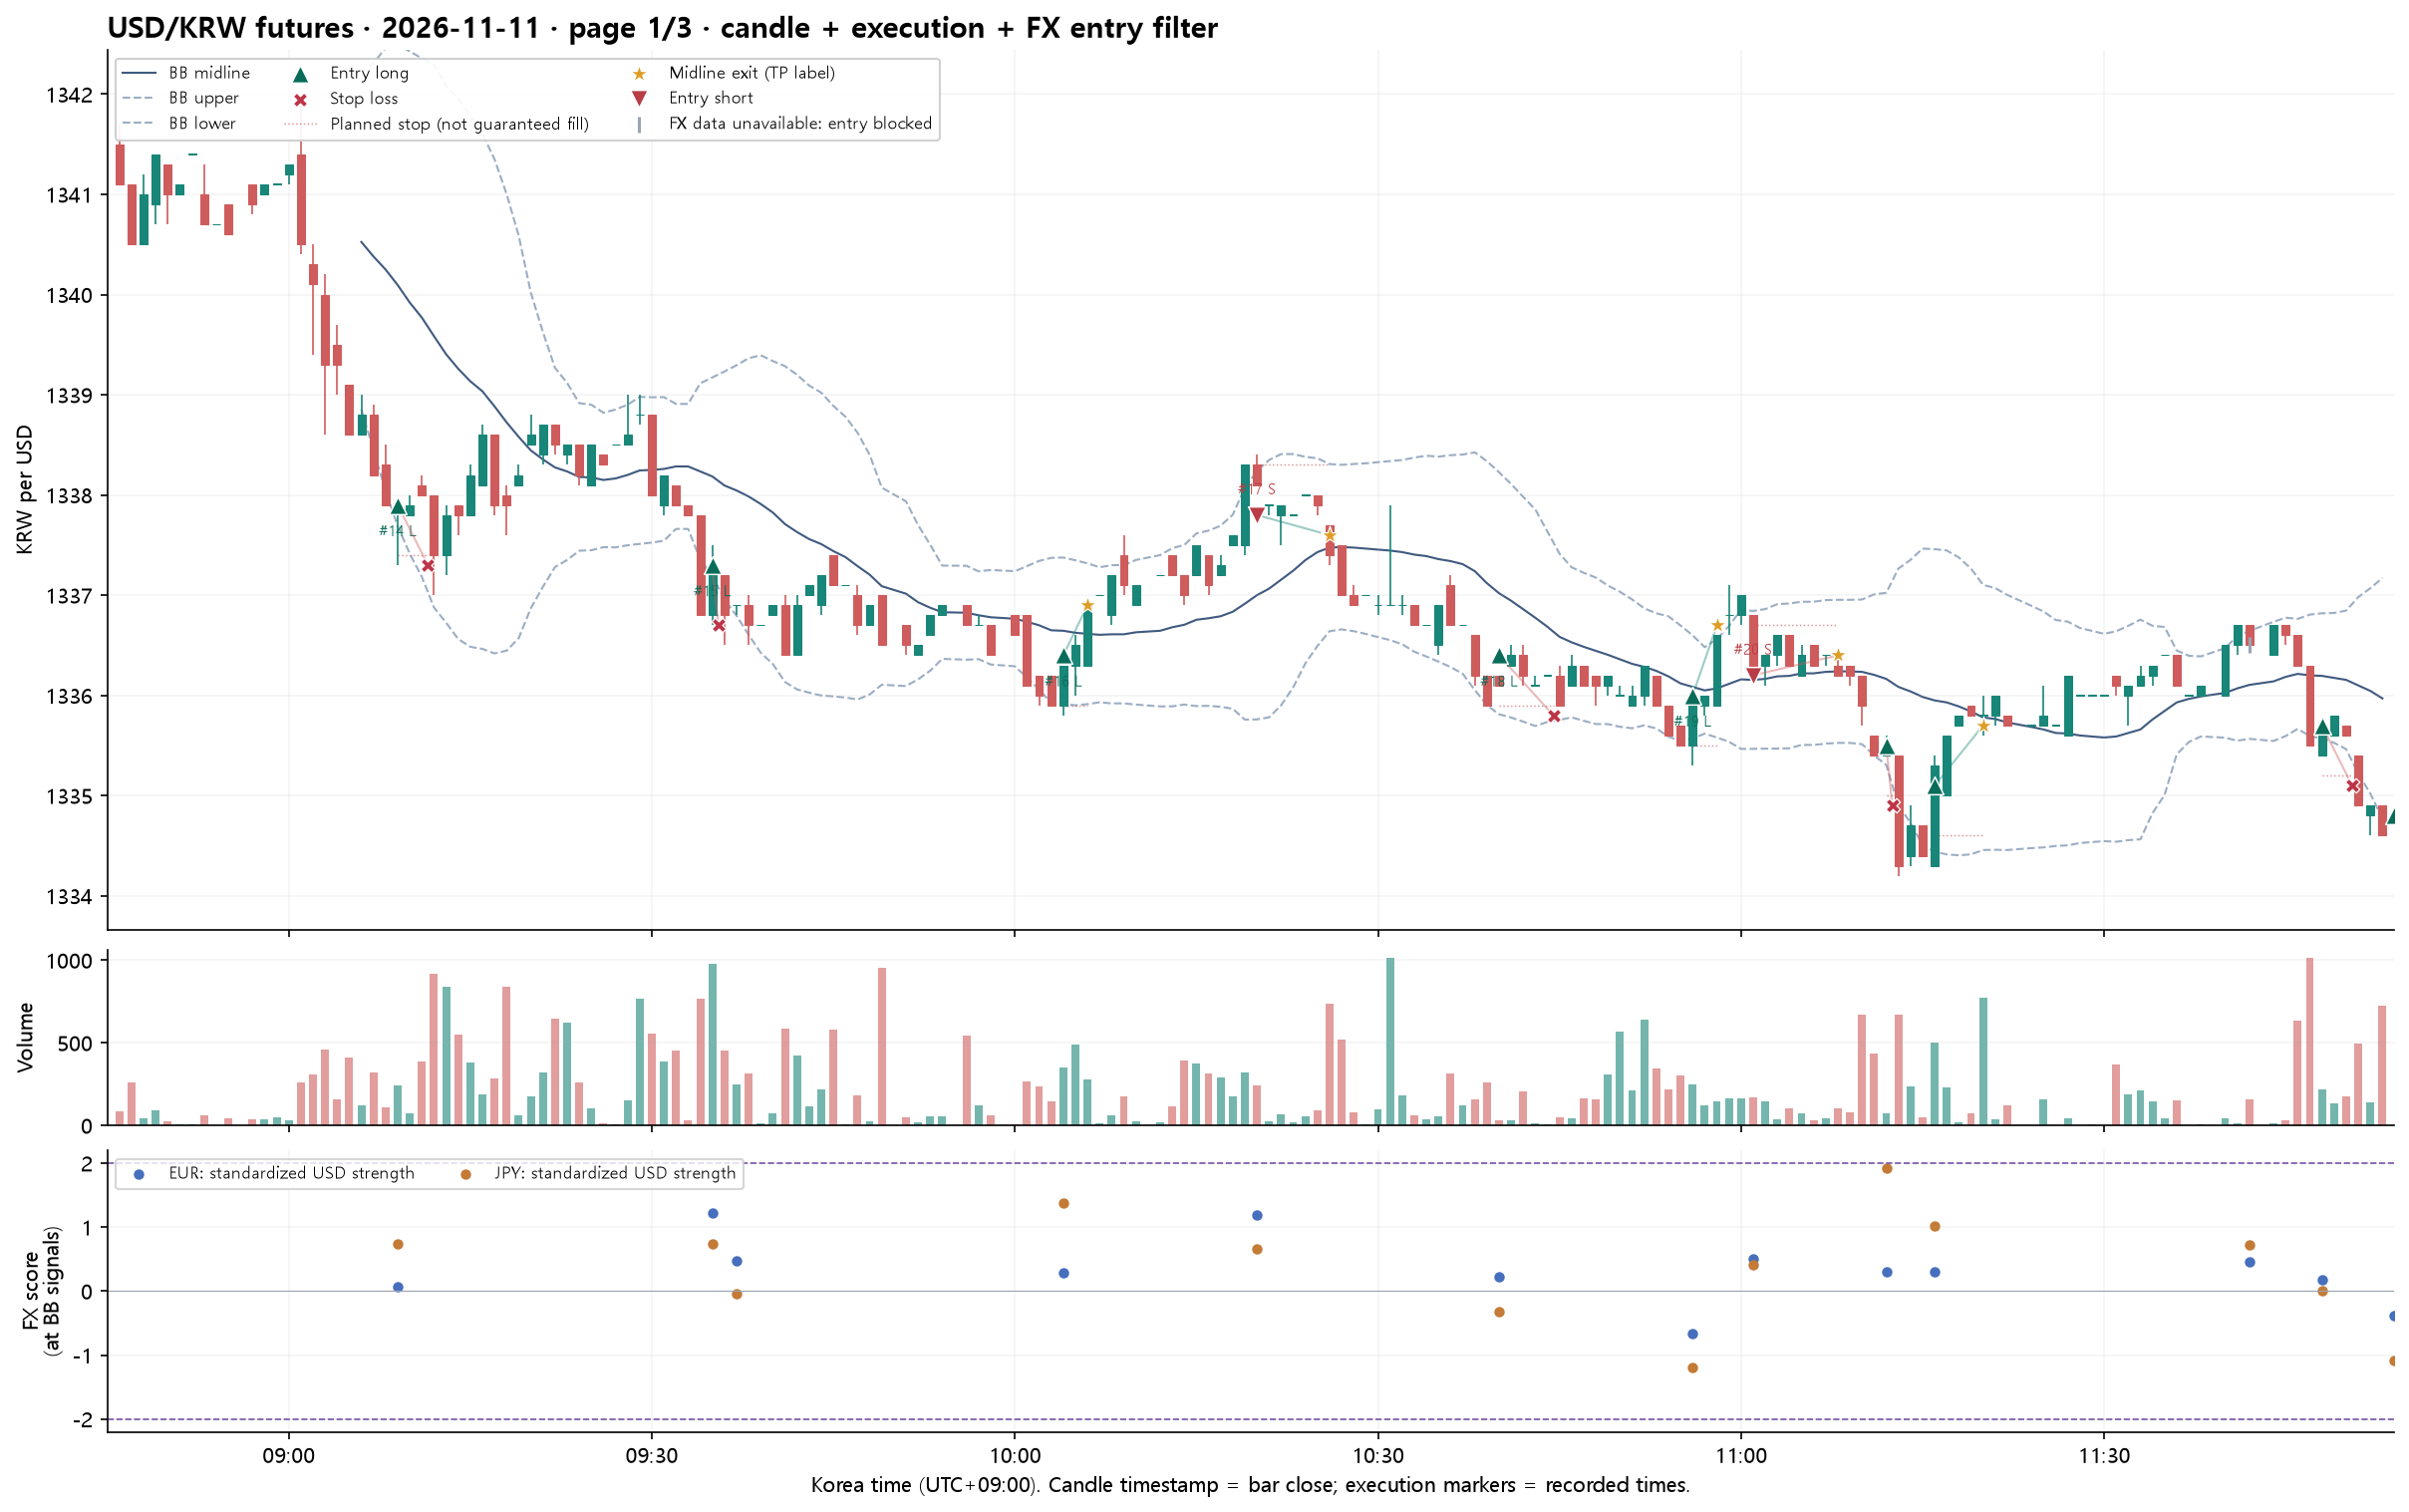 USD/KRW futures · 2026-11-11 · page 1/3 · candle + execution + FX entry filter
BB midline
BB upper
BB lower
Entry long
Stop loss
Planned stop (not guaranteed fill)
Midline exit (TP label)
Entry short
FX data unavailable: entry blocked
KRW per USD
1342
1341
1340
1339
1338
1337
1336
1335
1334
#14 L
#17 S
#18 L
#19 L
#20 S
Volume
1000
500
0
EUR: standardized USD strength
JPY: standardized USD strength
FX score
(at BB signals)
2
1
0
-1
-2
09:00
09:30
10:00
10:30
11:00
11:30
Korea time (UTC+09:00). Candle timestamp = bar close; execution markers = recorded times.